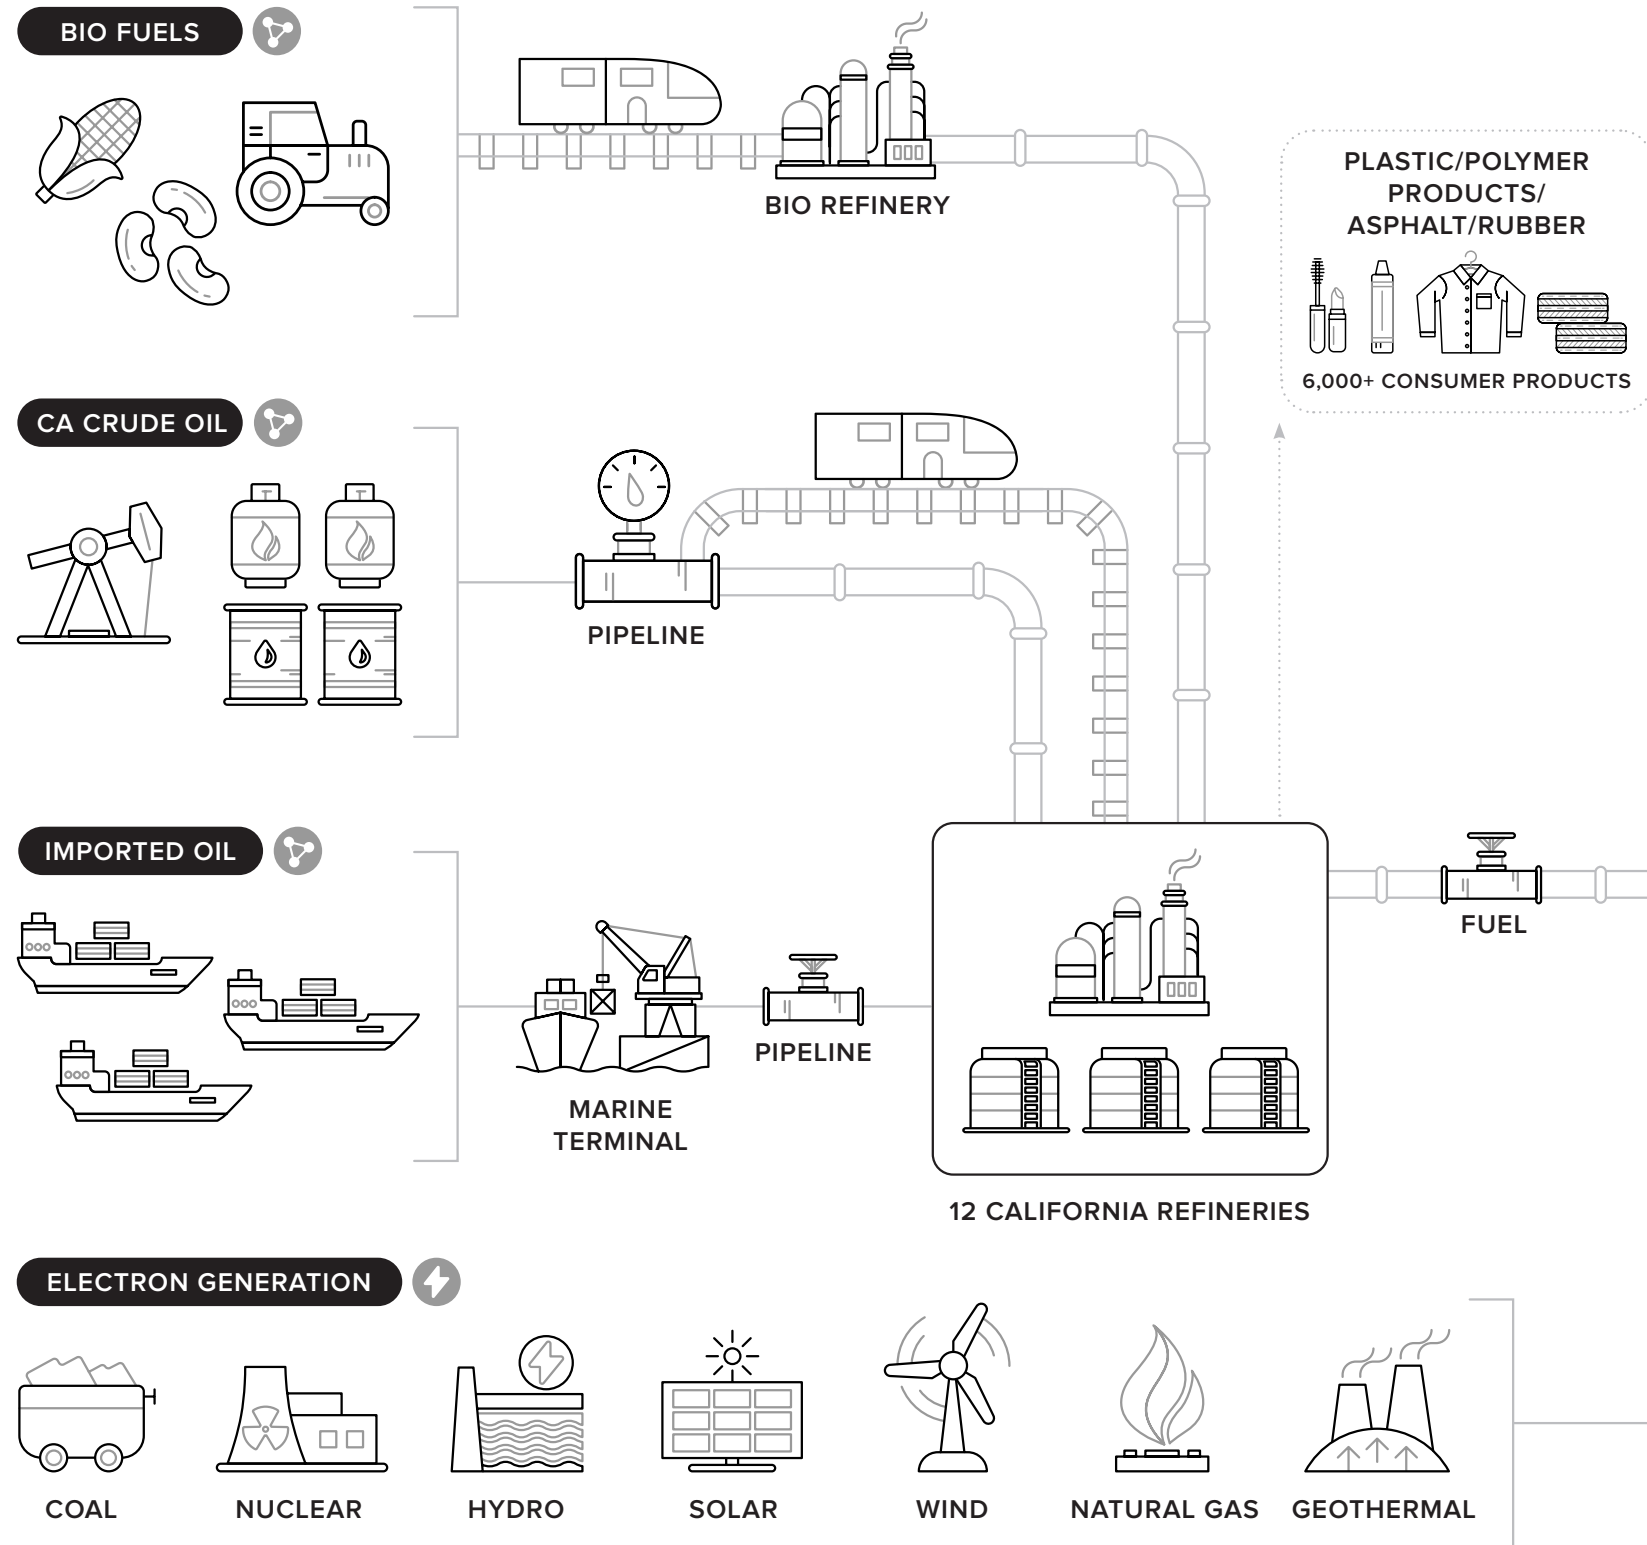 BIO FUELS
BIO REFINERY
PLASTIC/POLYMER
PRODUCTS/
ASPHALT/RUBBER
6,000+ CONSUMER PRODUCTS
CA CRUDE OIL
PIPELINE
IMPORTED OIL
FUEL
MARINE
TERMINAL
PIPELINE
12 CALIFORNIA REFINERIES
ELECTRON GENERATION
COAL
NUCLEAR
HYDRO
SOLAR
WIND
NATURAL GAS
GEOTHERMAL